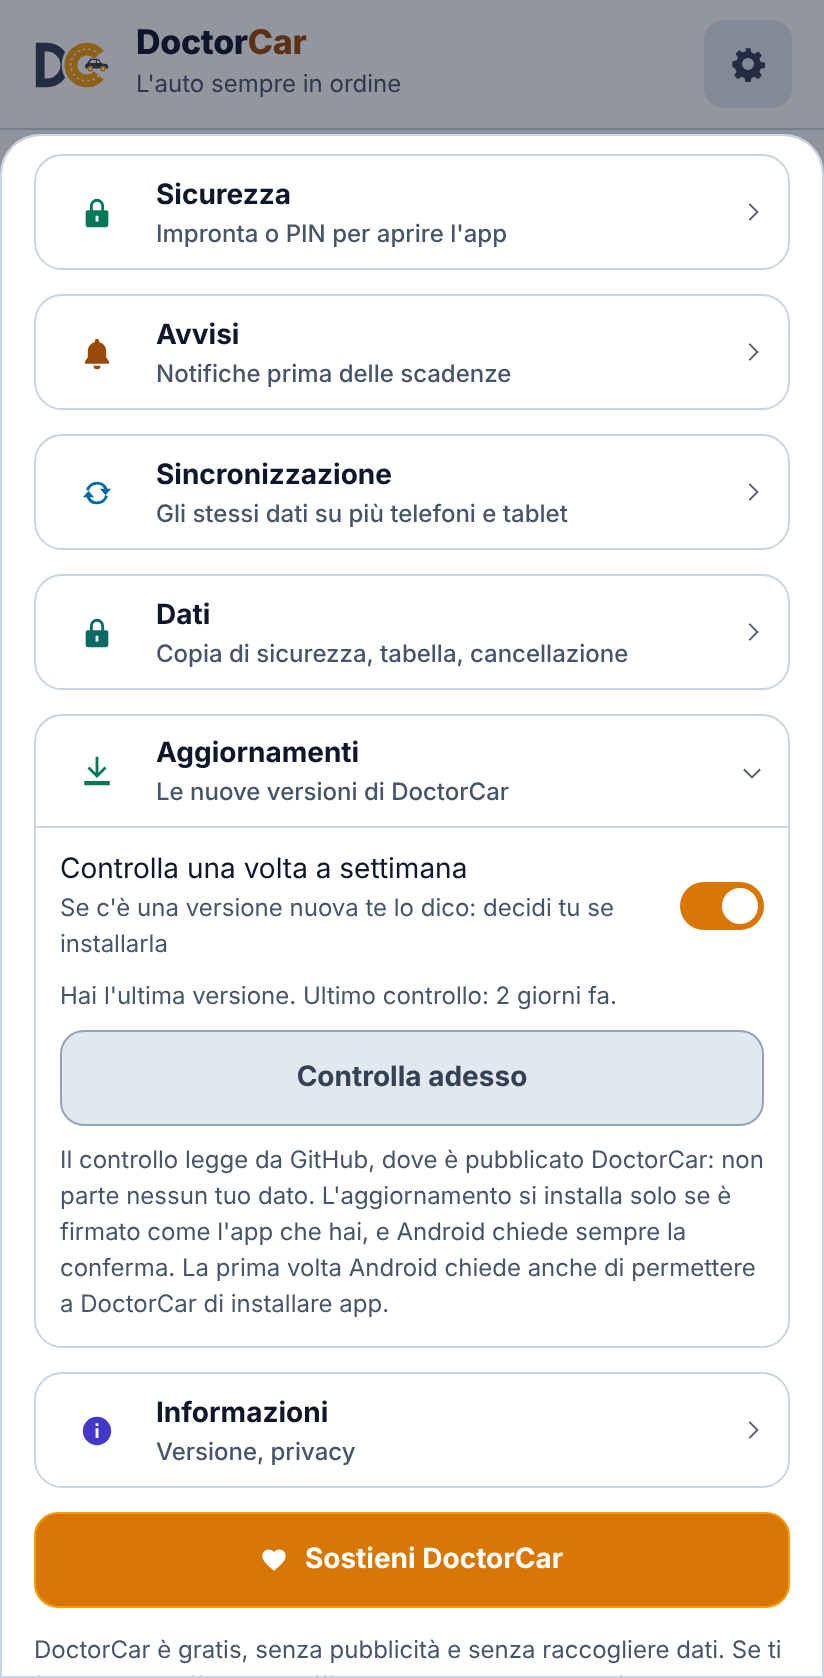 DC
DoctorCar
L'auto sempre in ordine
Sicurezza
Impronta o PIN per aprire l'app
Avvisi
Notifiche prima delle scadenze
Sincronizzazione
Gli stessi dati su più telefoni e tablet
Dati
Copia di sicurezza, tabella, cancellazione
Aggiornamenti
Le nuove versioni di DoctorCar
Controlla una volta a settimana
Se c'è una versione nuova te lo dico: decidi tu se
installarla
Hai l'ultima versione. Ultimo controllo: 2 giorni fa.
Controlla adesso
Il controllo legge da GitHub, dove è pubblicato DoctorCar: non
parte nessun tuo dato. L'aggiornamento si installa solo se è
firmato come l'app che hai, e Android chiede sempre la
conferma. La prima volta Android chiede anche di permettere
a DoctorCar di installare app.
Informazioni
Versione, privacy
Sostieni DoctorCar
DoctorCar è gratis, senza pubblicità e senza raccogliere dati. Se ti